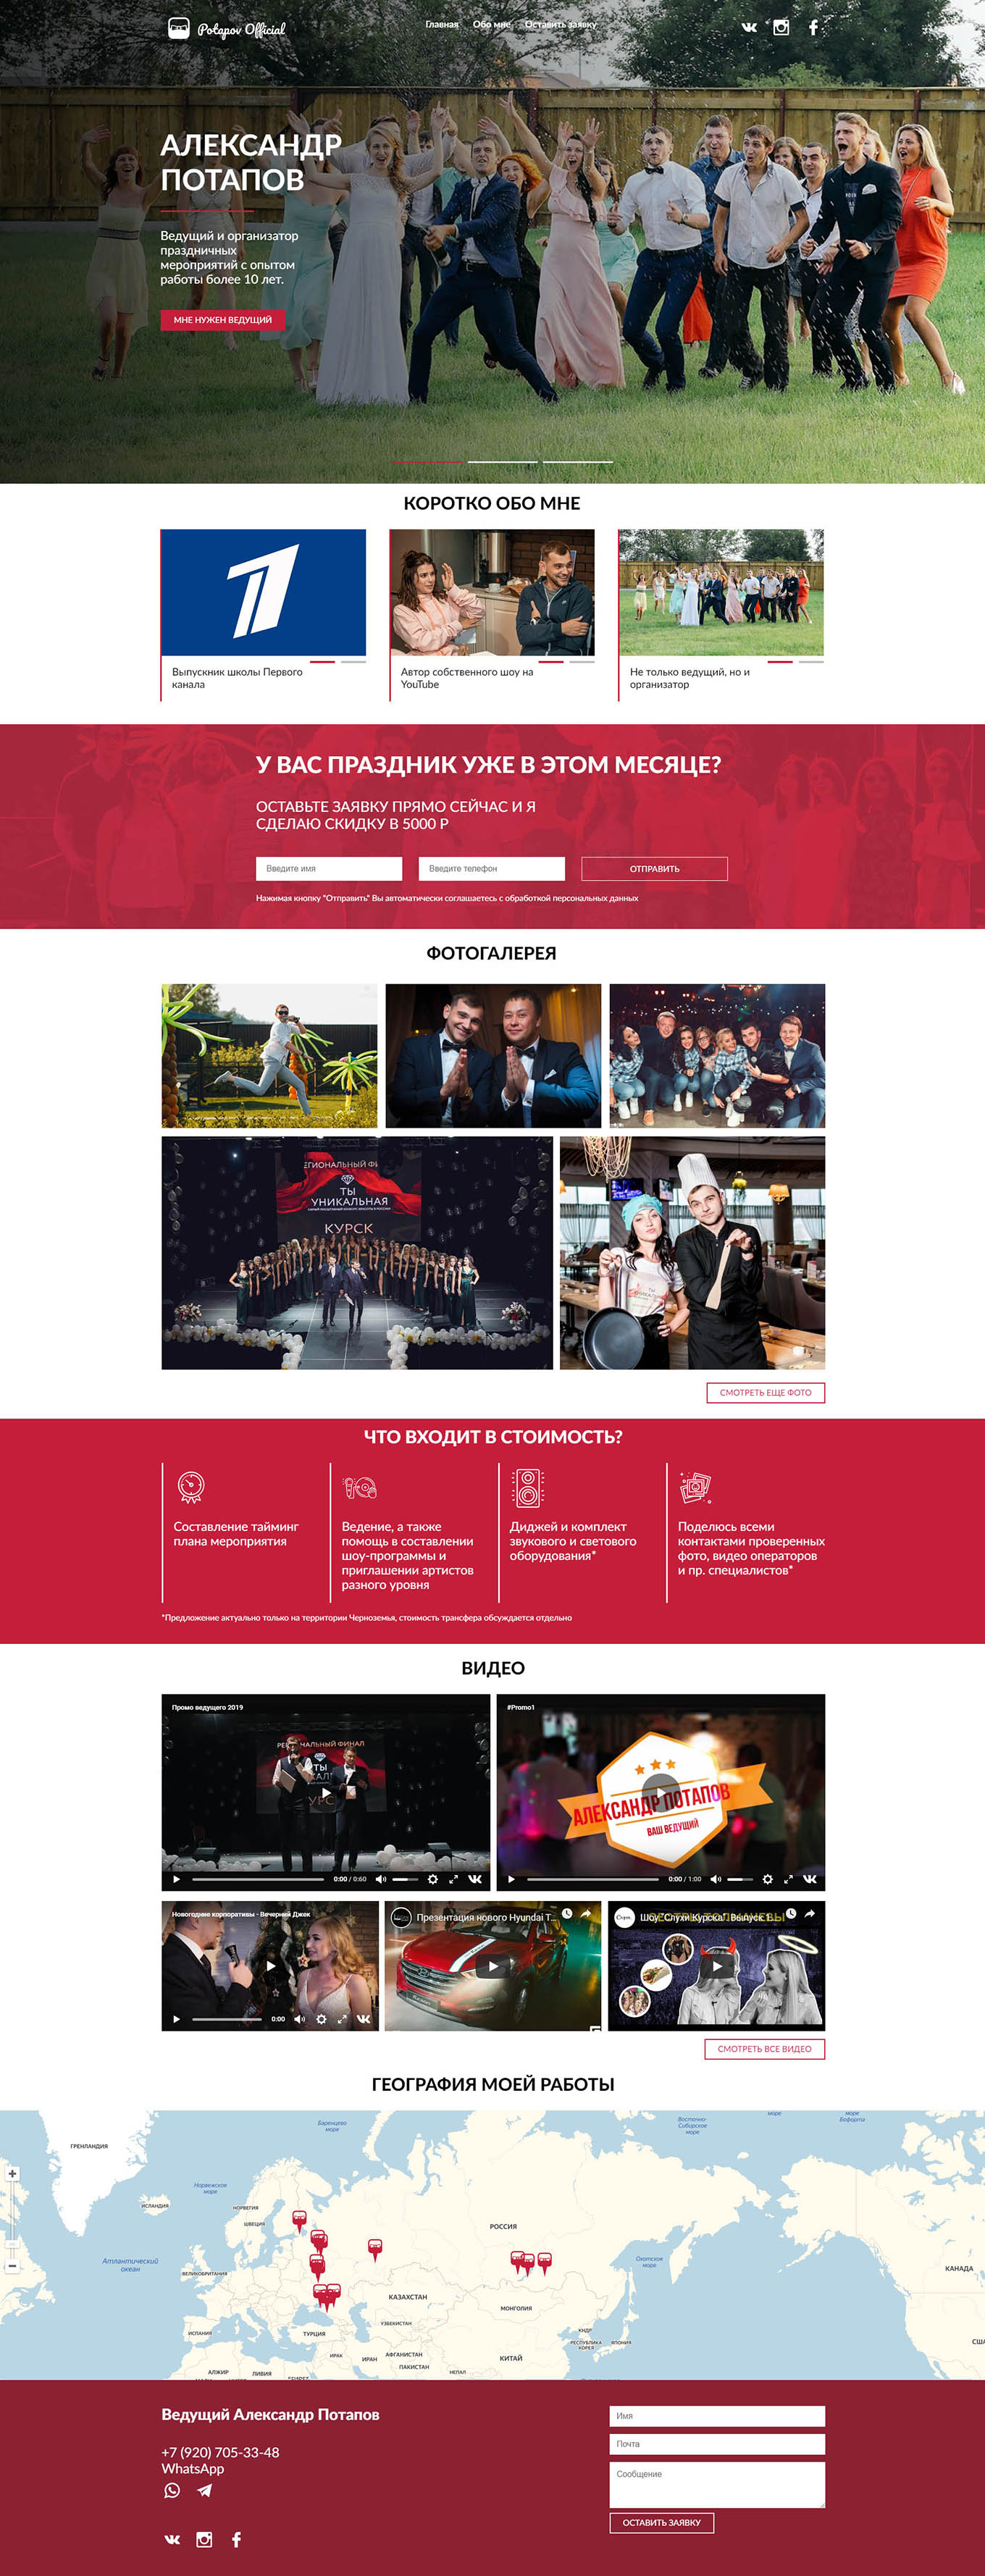 Potapov Official
Главная Обо мне Оставить заявку
АЛЕКСАНДР
ПОТАПОВ
Ведущий и организатор
праздничных
мероприятий с опытом
работы более 10 лет.
МНЕ НУЖЕН ВЕДУЩИЙ
КОРОТКО ОБО МНЕ
Выпускник школы Первого
канала
Автор собственного шоу на
YouTube
Не только ведущий, но и
организатор
У ВАС ПРАЗДНИК УЖЕ В ЭТОМ МЕСЯЦЕ?
ОСТАВЬТЕ ЗАЯВКУ ПРЯМО СЕЙЧАС И Я
СДЕЛАЮ СКИДКУ В 5000 Р
Введите имя
Введите телефон
ОТПРАВИТЬ
Нажимая кнопку "Отправить" Вы автоматически соглашаетесь с обработкой персональных данных
ФОТОГАЛЕРЕЯ
ЕГИОНАЛЬНЫЙ ФИ
ТЫ
УНИКАЛЬНАЯ
КУРСК
СМОТРЕТЬ ЕЩЕ ФОТО
ЧТО ВХОДИТ В СТОИМОСТЬ?
Составление тайминг
плана мероприятия
Ведение, а также
помощь в составлении
шоу-программы и
приглашении артистов
разного уровня
Диджей и комплект
звукового и светового
оборудования*
Поделюсь всеми
контактами проверенных
фото, видео операторов
и пр. специалистов*
*Предложение актуально только на территории Черноземья, стоимость трансфера обсуждается отдельно
ВИДЕО
Промо ведущего 2019
0:00 / 0:60
#Promo1
АЛЕКСАНДР ПОТАПОВ
ВАШ ВЕДУЩИЙ
0:00 / 1:00
Новогодние корпоративы - Вечерний Джек
0:00
Презентация нового Hyundai T...
Шоу "Слухи Курска". Выпуск 1.
СМОТРЕТЬ ВСЕ ВИДЕО
ГЕОГРАФИЯ МОЕЙ РАБОТЫ
Баренцево
море
Восточно-
Сибирское
море
море
море
Бофорта
ГРЕНЛАНДИЯ
Норвежское
море
ИСЛАНДИЯ
НОРВЕГИЯ
ШВЕЦИЯ
РОССИЯ
Атлантический
океан
ВЕЛИКОБРИТАНИЯ
Охотское
море
КАНАДА
КАЗАХСТАН
МОНГОЛИЯ
УЗБЕКИСТАН
ИСПАНИЯ
ТУРЦИЯ
КНДР
РЕСПУБЛИКА
КОРЕЯ
ЯПОНИЯ
США
ИРАК
ИРАН
АФГАНИСТАН
ПАКИСТАН
КИТАЙ
НЕПАЛ
АЛЖИР
ЛИВИЯ
Ведущий Александр Потапов
+7 (920) 705-33-48
WhatsApp
Имя
Почта
Сообщение
ОСТАВИТЬ ЗАЯВКУ